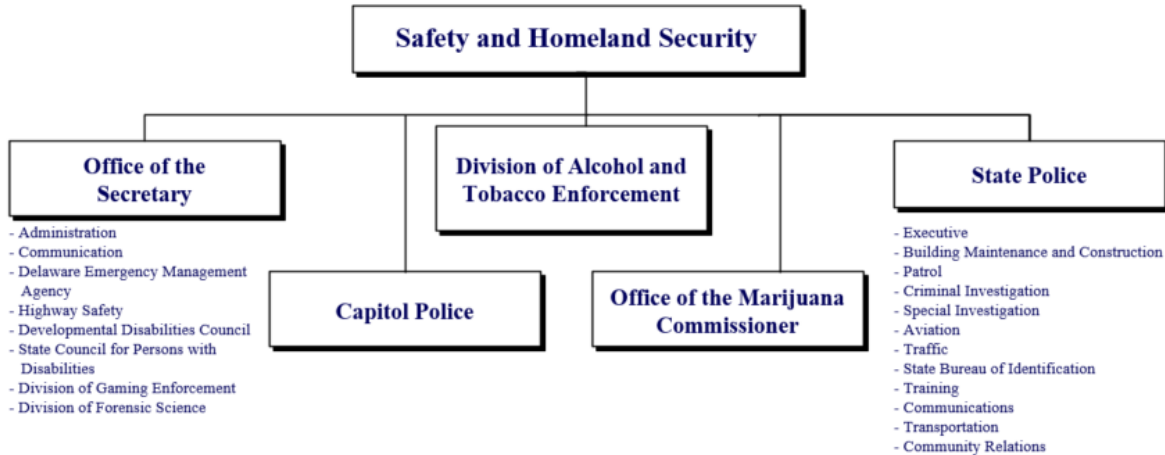 Safety and Homeland Security
Office of the
Secretary
- Administration
- Communication
- Delaware Emergency Management
Agency
- Highway Safety
- Developmental Disabilities Council
- State Council for Persons with
Disabilities
- Division of Gaming Enforcement
- Division of Forensic Science
Capitol Police
Division of Alcohol and
Tobacco Enforcement
Office of the Marijuana
Commissioner
State Police
- Executive
- Building Maintenance and Construction
- Patrol
- Criminal Investigation
- Special Investigation
- Aviation
- Traffic
- State Bureau of Identification
- Training
- Communications
- Transportation
- Community Relations